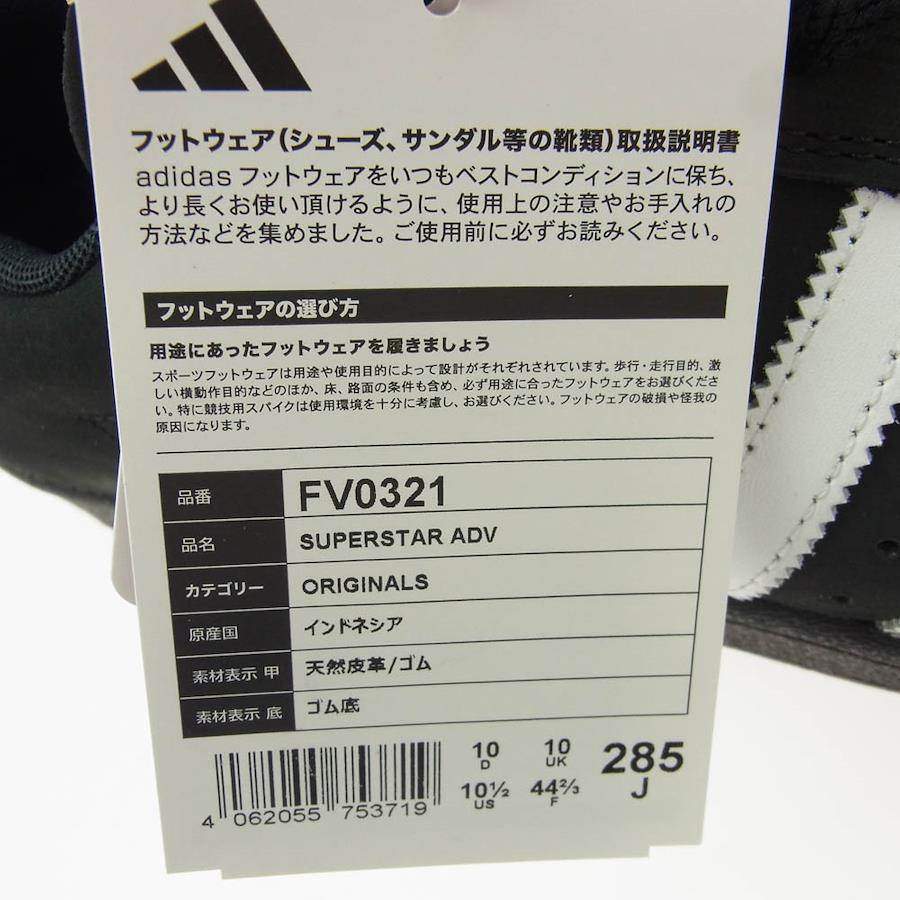 フットウェア(シューズ、サンダル等の靴類)取扱説明書
adidas フットウェアをいつもベストコンディションに保ち、
より長くお使い頂けるように、使用上の注意やお手入れの
方法などを集めました。ご使用前に必ずお読みください。
フットウェアの選び方
用途にあったフットウェアを履きましょう
スポーツフットウェアは用途や使用目的によって設計がそれぞれされています。歩行・走行目的、激
しい横動作目的などのほか、床、路面の条件も含め、必ず用途に合ったフットウェアをお選びくださ
い。特に競技用スパイクは使用環境を十分に考慮し、お選びください。フットウェアの破損や怪我の
原因になります。
品番 FV0321
品名 SUPERSTAR ADV
カテゴリー ORIGINALS
原産国 インドネシア
素材表示 甲 天然皮革/ゴム
素材表示 底 ゴム底
10 D 10 UK 285 J
10½ US 44⅔ F
4 062055 753719